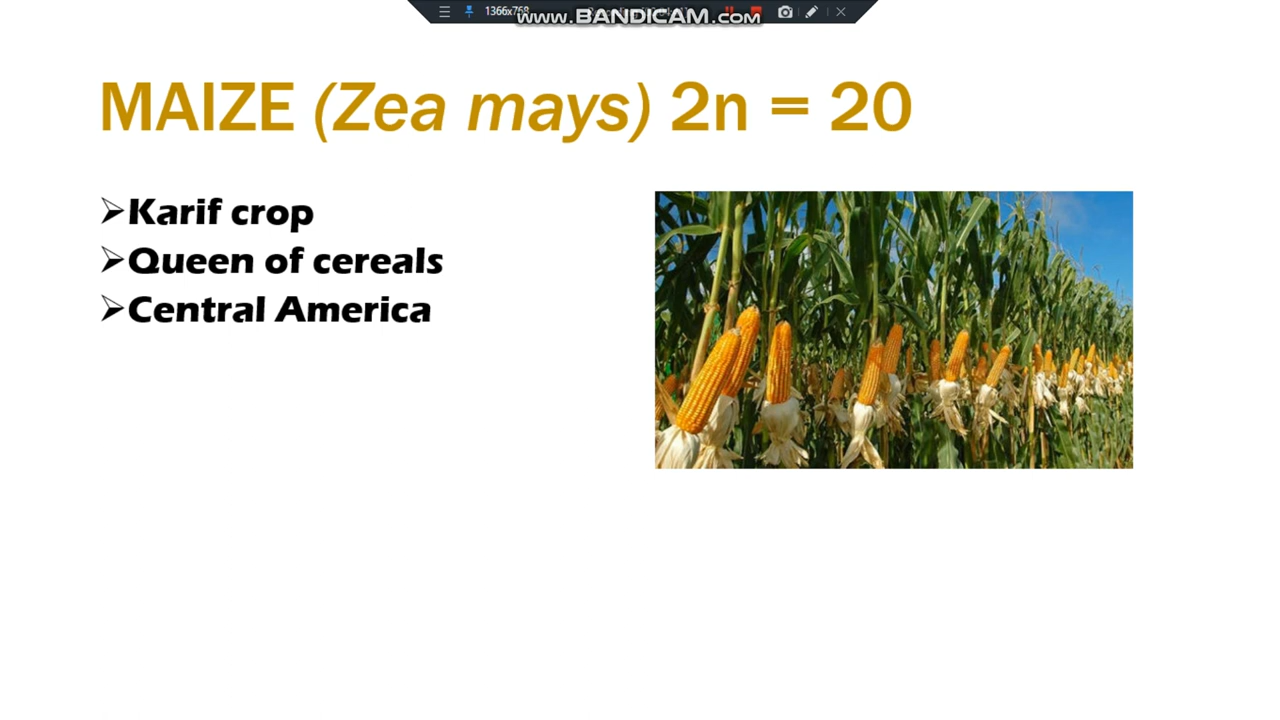 1366x768
www.BANDICAM.com
MAIZE (Zea mays) 2n = 20
➢Karif crop
➢Queen of cereals
➢Central America